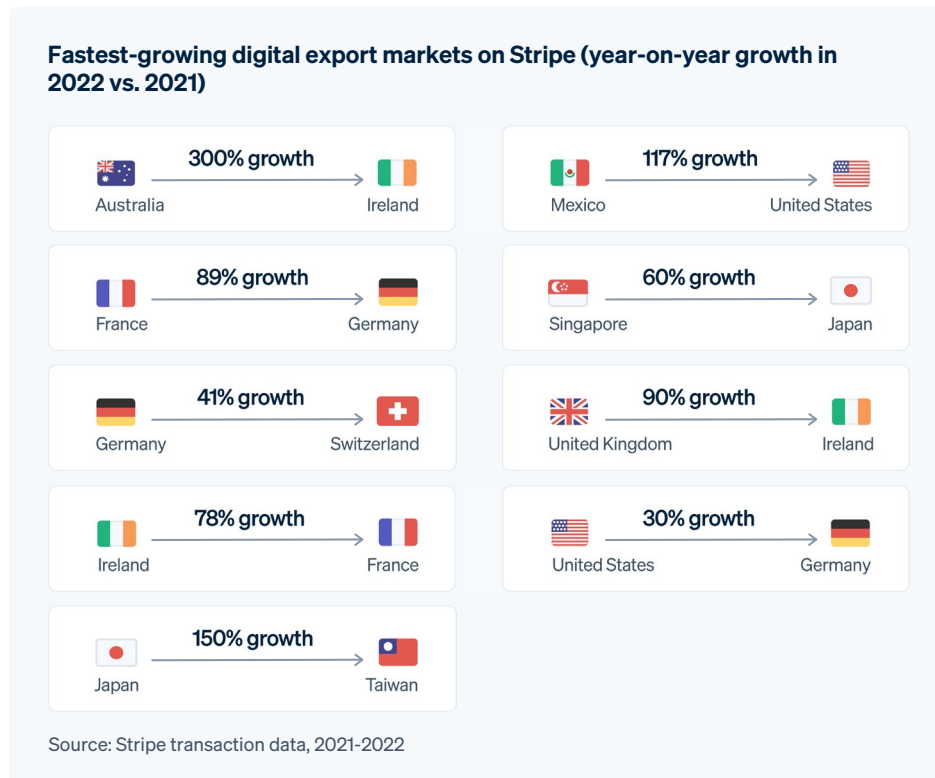 Fastest-growing digital export markets on Stripe (year-on-year growth in
2022 vs. 2021)
300% growth
Australia
Ireland
117% growth
Mexico
United States
89% growth
France
Germany
60% growth
Singapore
Japan
41% growth
Germany
Switzerland
90% growth
United Kingdom
Ireland
78% growth
Ireland
France
30% growth
United States
Germany
150% growth
Japan
Taiwan
Source: Stripe transaction data, 2021-2022